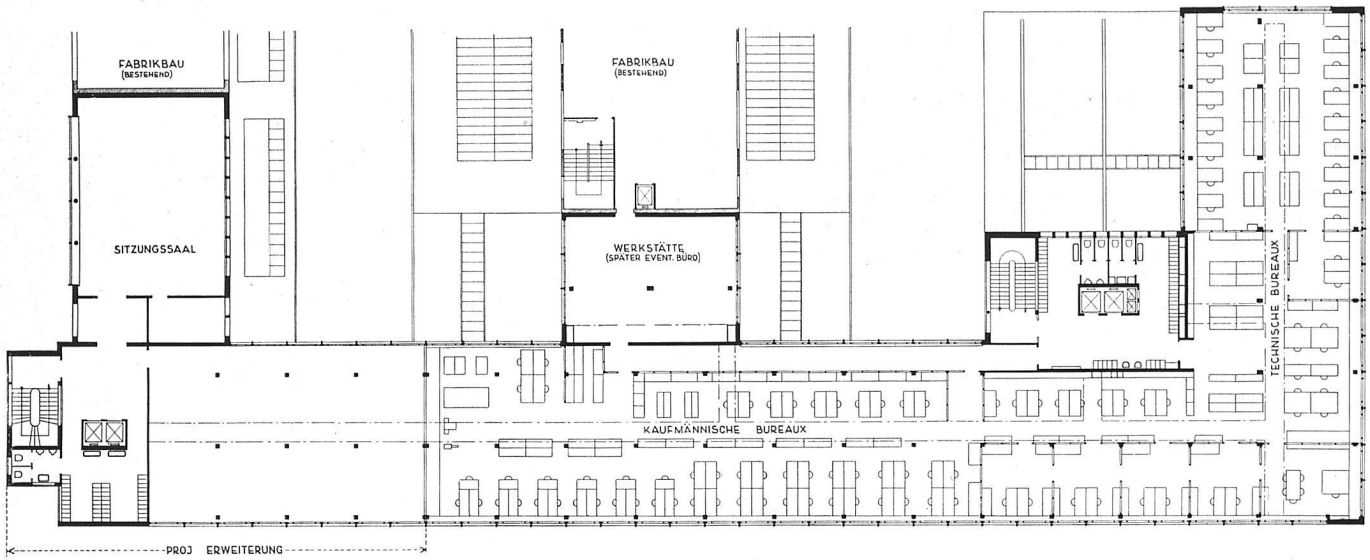 FABRIKBAU
(BESTEHEND)
FABRIKBAU
(BESTEHEND)
SITZUNGSSAAL
WERKSTÄTTE
(SPÄTER EVENT. BÜRO)
TECHNISCHE BUREAUX
KAUFMÄNNISCHE BUREAUX
PROJ ERWEITERUNG